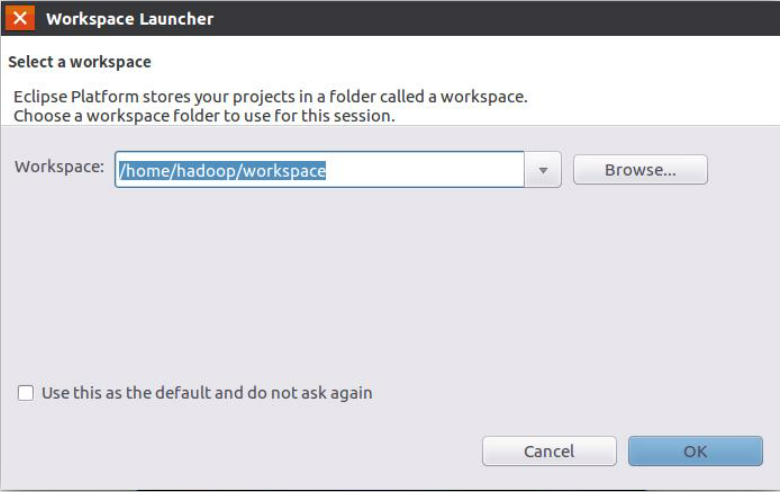 Workspace Launcher
Select a workspace
Eclipse Platform stores your projects in a folder called a workspace.
Choose a workspace folder to use for this session.
Workspace: /home/hadoop/workspace Browse...
Use this as the default and do not ask again
Cancel OK